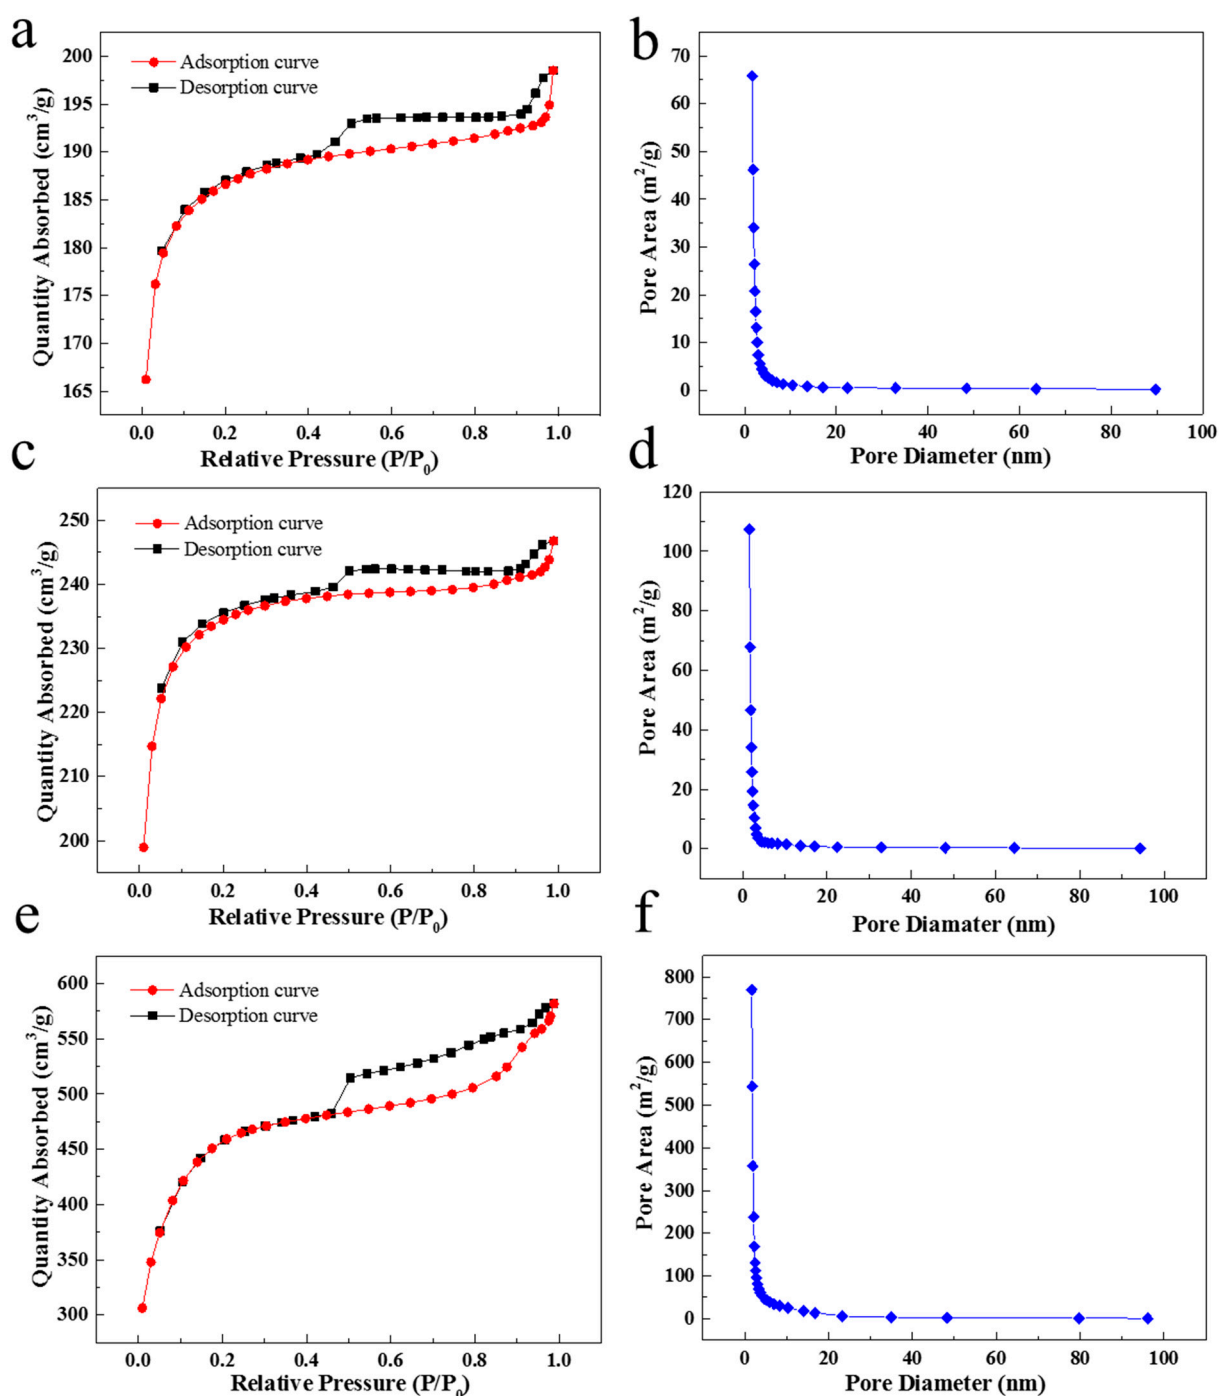 a
Adsorption curve
Desorption curve
Quantity Absorbed (cm³/g)
200
195
190
185
180
175
170
165
0.0 0.2 0.4 0.6 0.8 1.0
Relative Pressure (P/P₀)
b
Pore Area (m²/g)
70
60
50
40
30
20
10
0
0 20 40 60 80 100
Pore Diameter (nm)
c
Adsorption curve
Desorption curve
Quantity Absorbed (cm³/g)
250
240
230
220
210
200
0.0 0.2 0.4 0.6 0.8 1.0
Relative Pressure (P/P₀)
d
Pore Area (m²/g)
120
100
80
60
40
20
0
0 20 40 60 80 100
Pore Diamater (nm)
e
Adsorption curve
Desorption curve
Quantity Absorbed (cm³/g)
600
550
500
450
400
350
300
0.0 0.2 0.4 0.6 0.8 1.0
Relative Pressure (P/P₀)
f
Pore Area (m²/g)
800
700
600
500
400
300
200
100
0
0 20 40 60 80 100
Pore Diameter (nm)